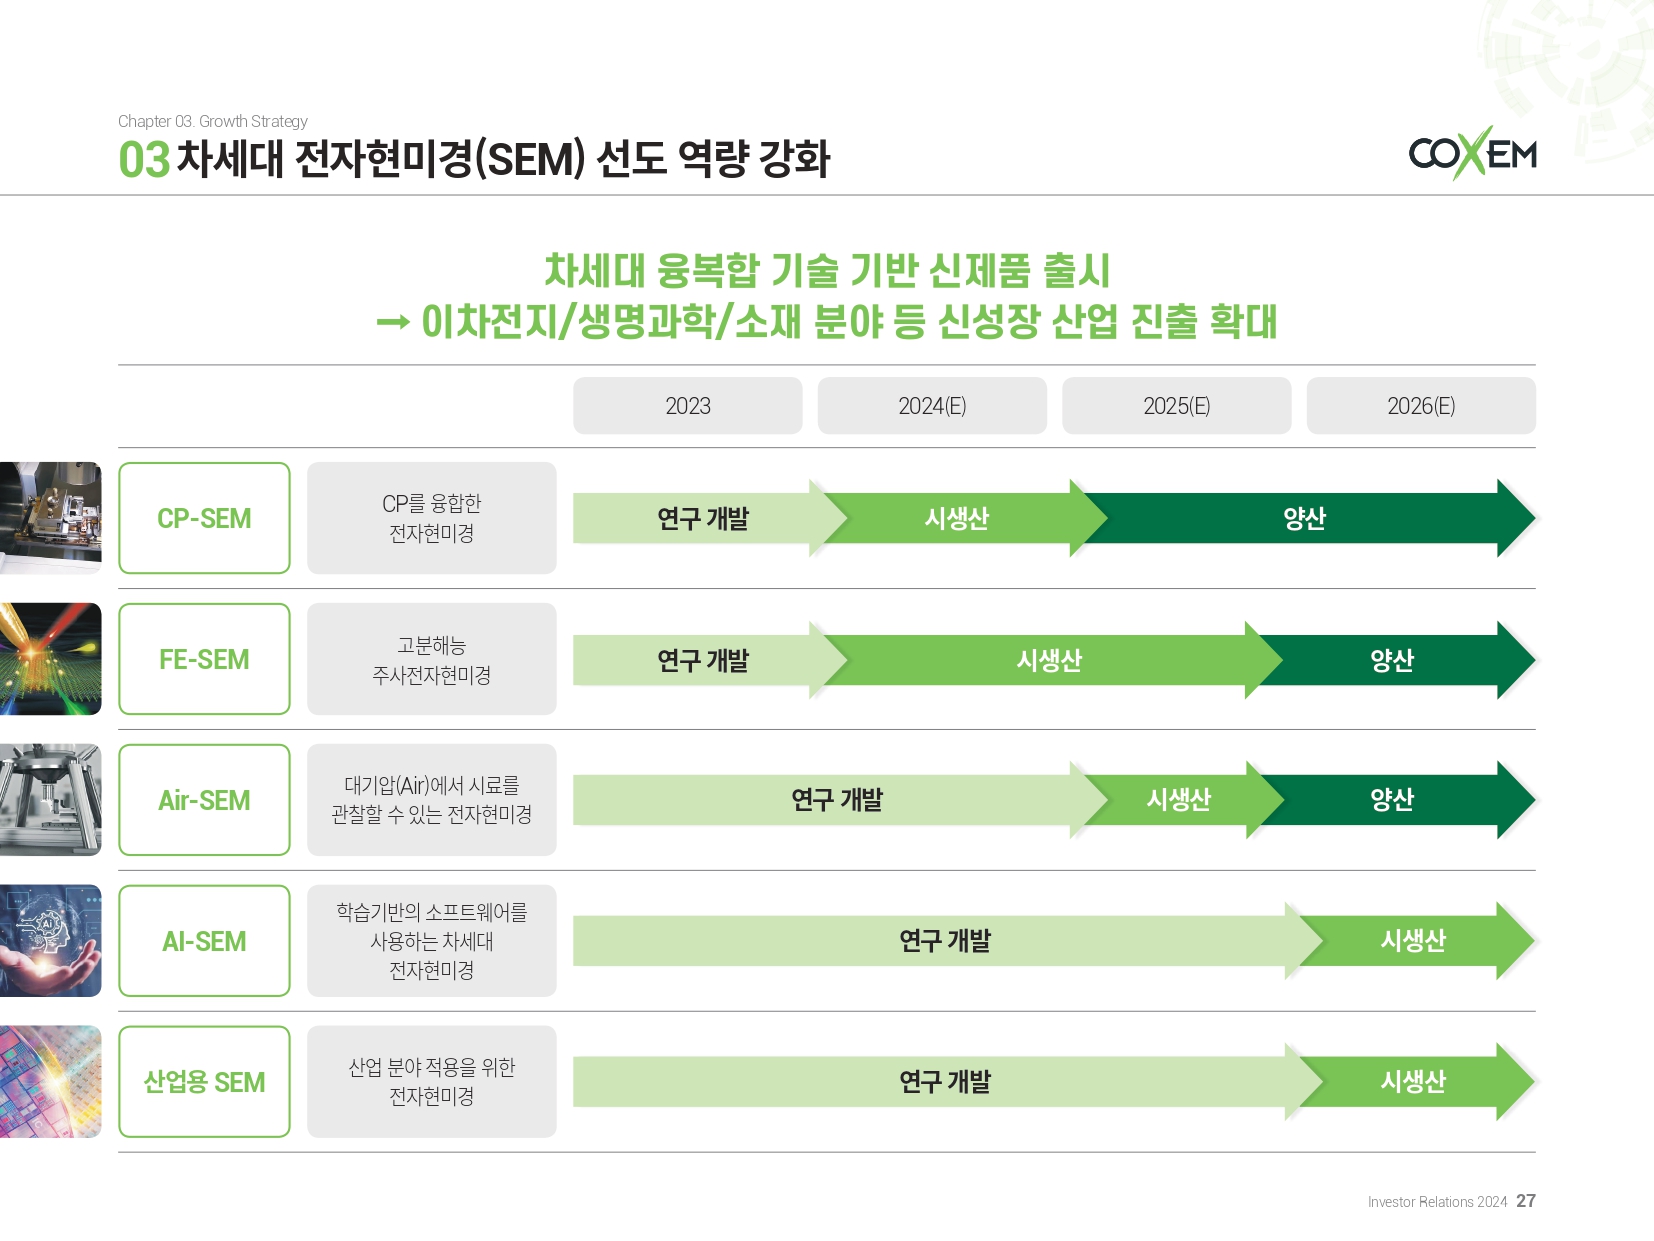 Chapter 03. Growth Strategy
03 차세대 전자현미경(SEM) 선도 역량 강화
COXEM
차세대 융복합 기술 기반 신제품 출시
→ 이차전지/생명과학/소재 분야 등 신성장 산업 진출 확대
2023 2024(E) 2025(E) 2026(E)
CP-SEM
CP를 융합한
전자현미경
연구 개발 시생산 양산
FE-SEM
고분해능
주사전자현미경
연구 개발 시생산 양산
Air-SEM
대기압(Air)에서 시료를
관찰할 수 있는 전자현미경
연구 개발 시생산 양산
Ai
AI-SEM
학습기반의 소프트웨어를
사용하는 차세대
전자현미경
연구 개발 시생산
산업용 SEM
산업 분야 적용을 위한
전자현미경
연구 개발 시생산
Investor Relations 2024 27